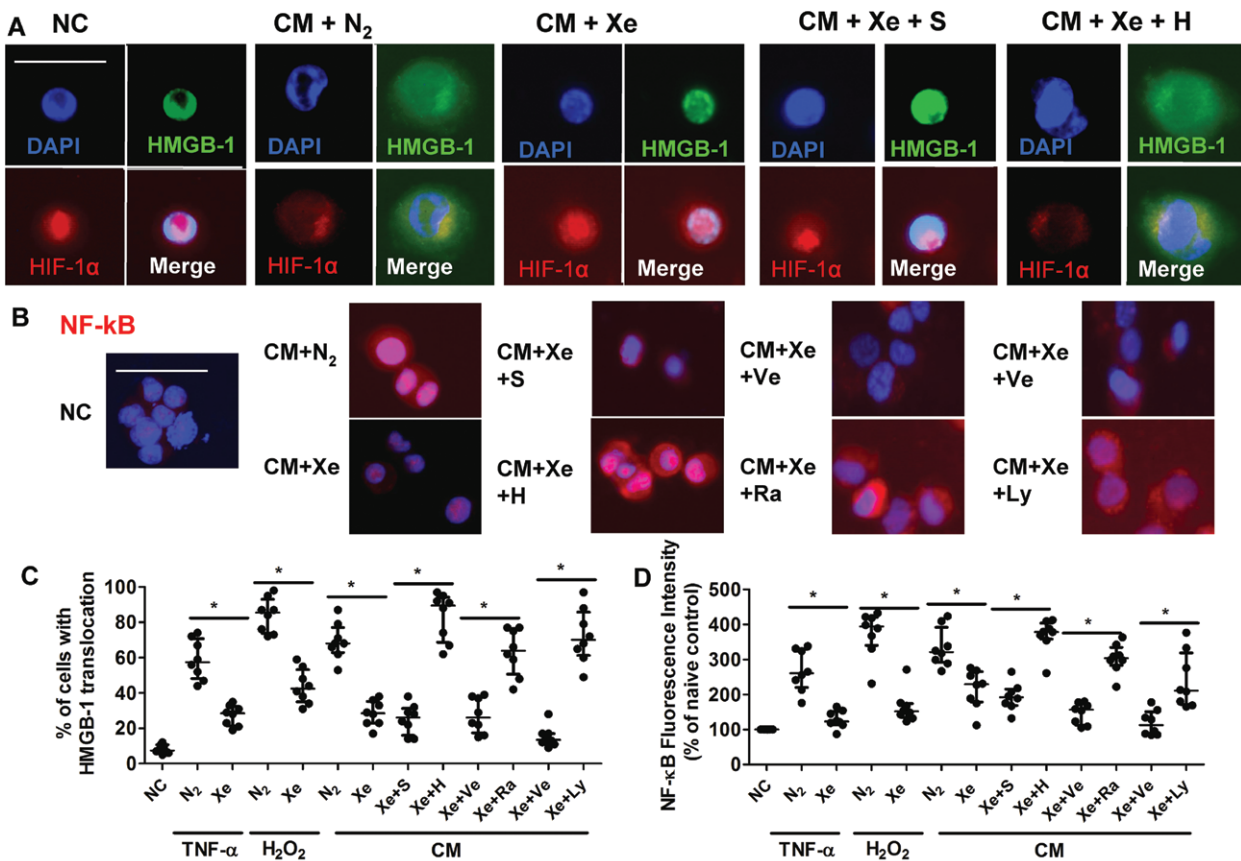 A
NC
CM + N2
CM + Xe
CM + Xe + S
CM + Xe + H
DAPI
HMGB-1
DAPI
HMGB-1
DAPI
HMGB-1
DAPI
HMGB-1
DAPI
HMGB-1
HIF-1α
Merge
HIF-1α
Merge
HIF-1α
Merge
HIF-1α
Merge
HIF-1α
Merge
B
NF-kB
NC
CM+N2
CM+Xe
+S
CM+Xe
+Ve
CM+Xe
+Ve
CM+Xe
CM+Xe
+H
CM+Xe
+Ra
CM+Xe
+Ly
C
% of cells with
HMGB-1 translocation
100
80
60
40
20
0
*
*
*
*
*
*
NC
N2
Xe
N2
Xe
N2
Xe
Xe+S
Xe+H
Xe+Ve
Xe+Ra
Xe+Ve
Xe+Ly
TNF-α
H2O2
CM
D
NF-κB Fluorescence Intensity
(% of naive control)
500
400
300
200
100
0
*
*
*
*
*
*
NC
N2
Xe
N2
Xe
N2
Xe
Xe+S
Xe+H
Xe+Ve
Xe+Ra
Xe+Ve
Xe+Ly
TNF-α
H2O2
CM